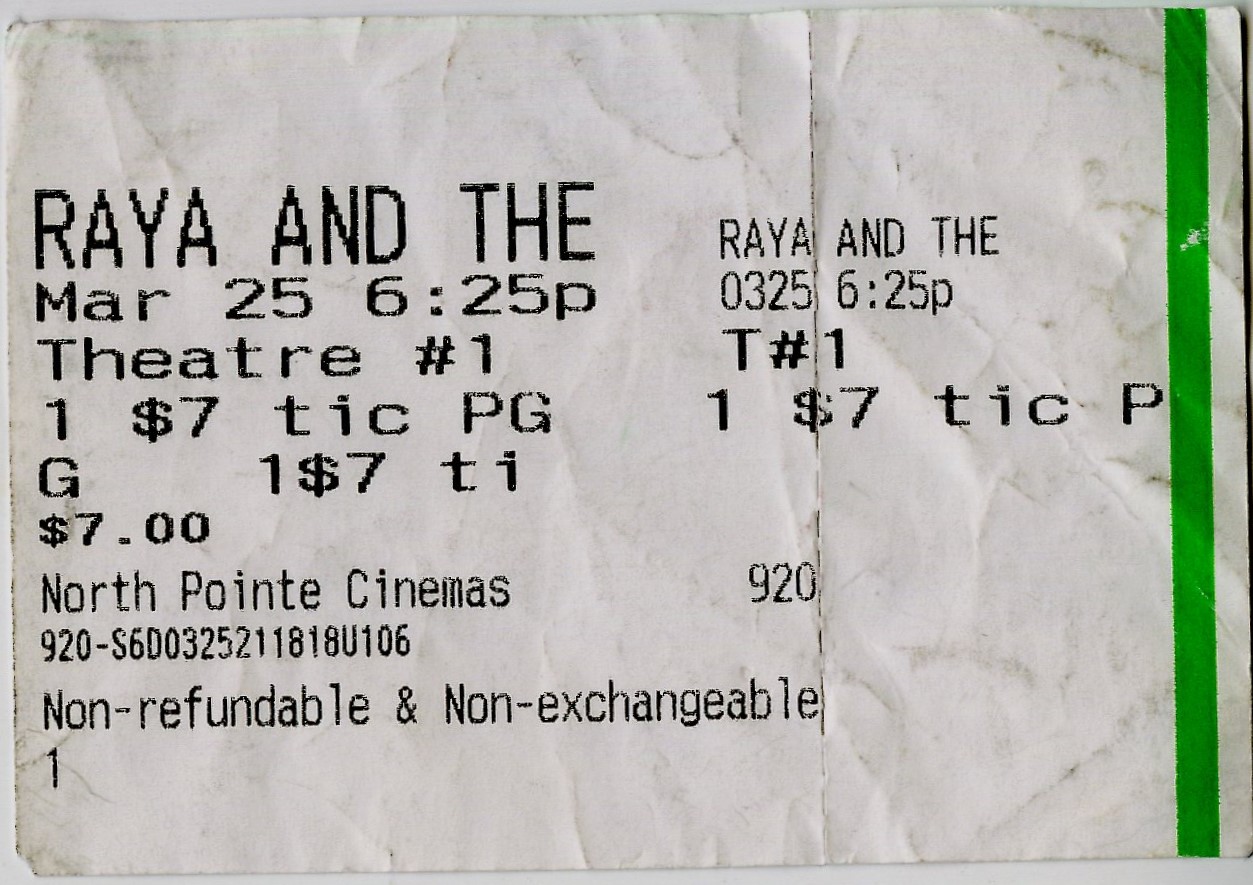 RAYA AND THE
Mar 25 6:25p
Theatre #1
1 $7 tic PG
G 1$7 ti
$7.00
North Pointe Cinemas
920-S6D0325211818U106
Non-refundable & Non-exchangeable
1
RAYA AND THE
0325 6:25p
T#1
1 $7 tic P
920